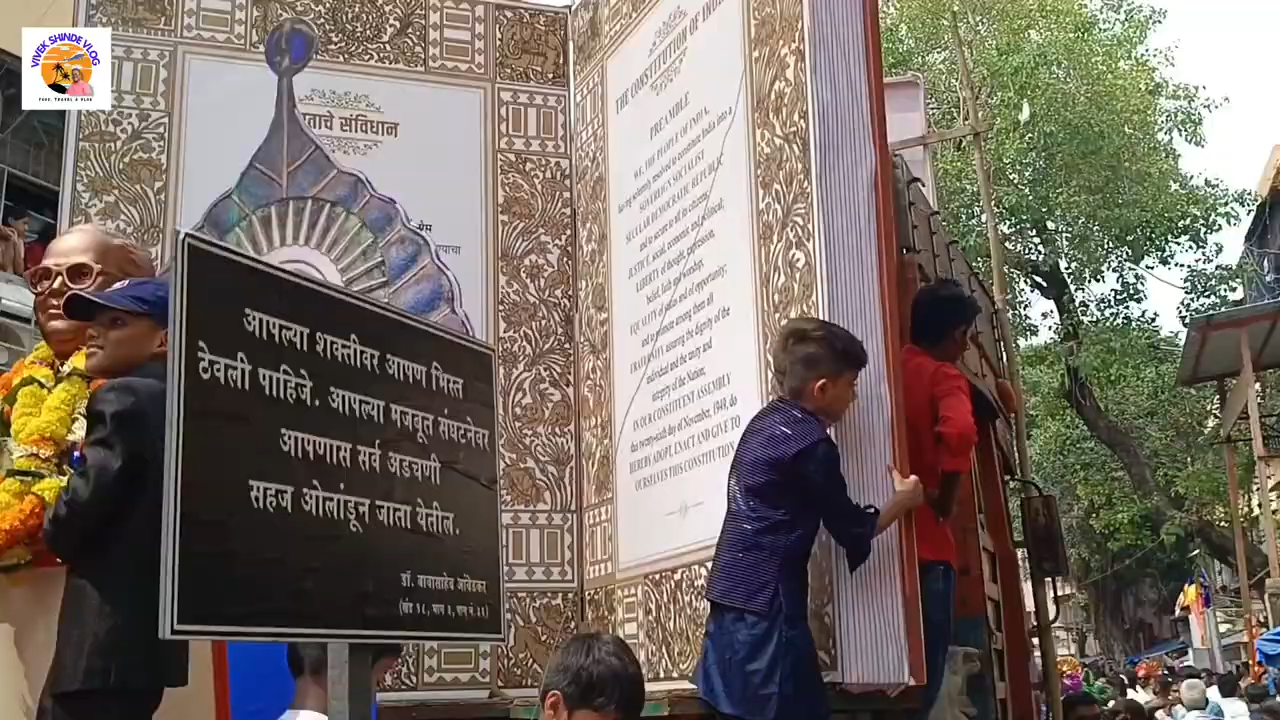 VIVEK SHINDE VLOG
FOOD, TRAVEL & VLOG
ताचे संविधान
THE CONSTITUTION OF INDIA
PREAMBLE
WE, THE PEOPLE OF INDIA,
having solemnly resolved to constitute India into a
SOVEREIGN SOCIALIST
SECULAR DEMOCRATIC REPUBLIC
and to secure to all its citizens
JUSTICE, social, economic and political;
LIBERTY of thought, expression,
belief, faith and worship;
EQUALITY of status and of opportunity;
and to promote among them all
FRATERNITY assuring the dignity of the
individual and the unity and
integrity of the Nation;
IN OUR CONSTITUENT ASSEMBLY
this twenty-sixth day of November, 1949, do
HEREBY ADOPT, ENACT AND GIVE TO
OURSELVES THIS CONSTITUTION
आपल्या शक्तीवर आपण भिस्त
ठेवली पाहिजे. आपल्या मजबूत संघटनेवर
आपणास सर्व अडचणी
सहज ओलांडून जाता येतील.
डॉ. बाबासाहेब आंबेडकर